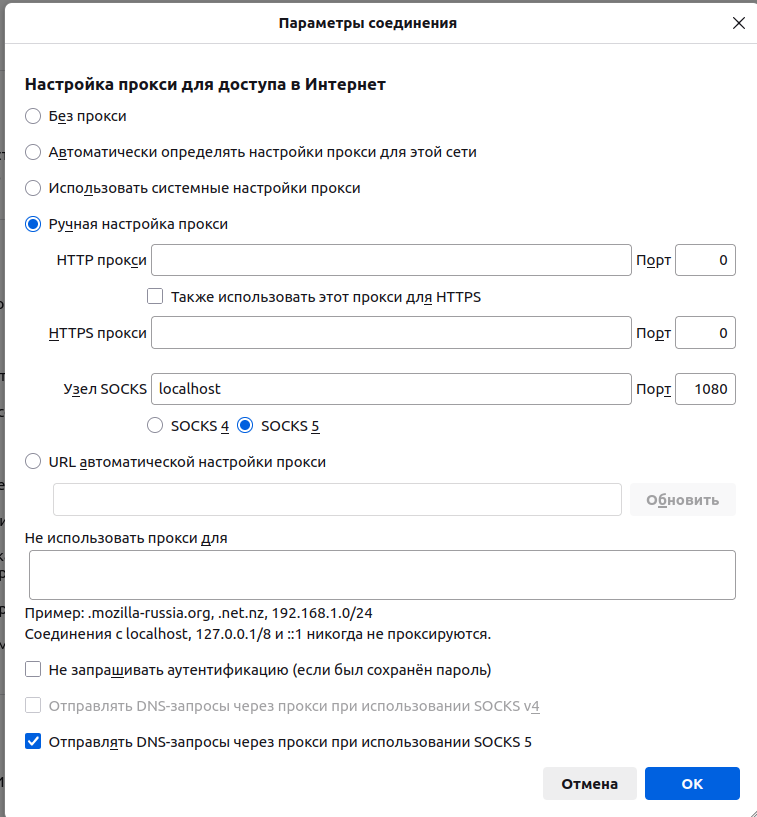 Параметры соединения
Настройка прокси для доступа в Интернет
Без прокси
Автоматически определять настройки прокси для этой сети
Использовать системные настройки прокси
Ручная настройка прокси
HTTP прокси Порт 0
Также использовать этот прокси для HTTPS
HTTPS прокси Порт 0
Узел SOCKS localhost Порт 1080
SOCKS 4 SOCKS 5
URL автоматической настройки прокси
Обновить
Не использовать прокси для
Пример: .mozilla-russia.org, .net.nz, 192.168.1.0/24
Соединения с localhost, 127.0.0.1/8 и ::1 никогда не проксируются.
Не запрашивать аутентификацию (если был сохранён пароль)
Отправлять DNS-запросы через прокси при использовании SOCKS v4
Отправлять DNS-запросы через прокси при использовании SOCKS 5
Отмена OK